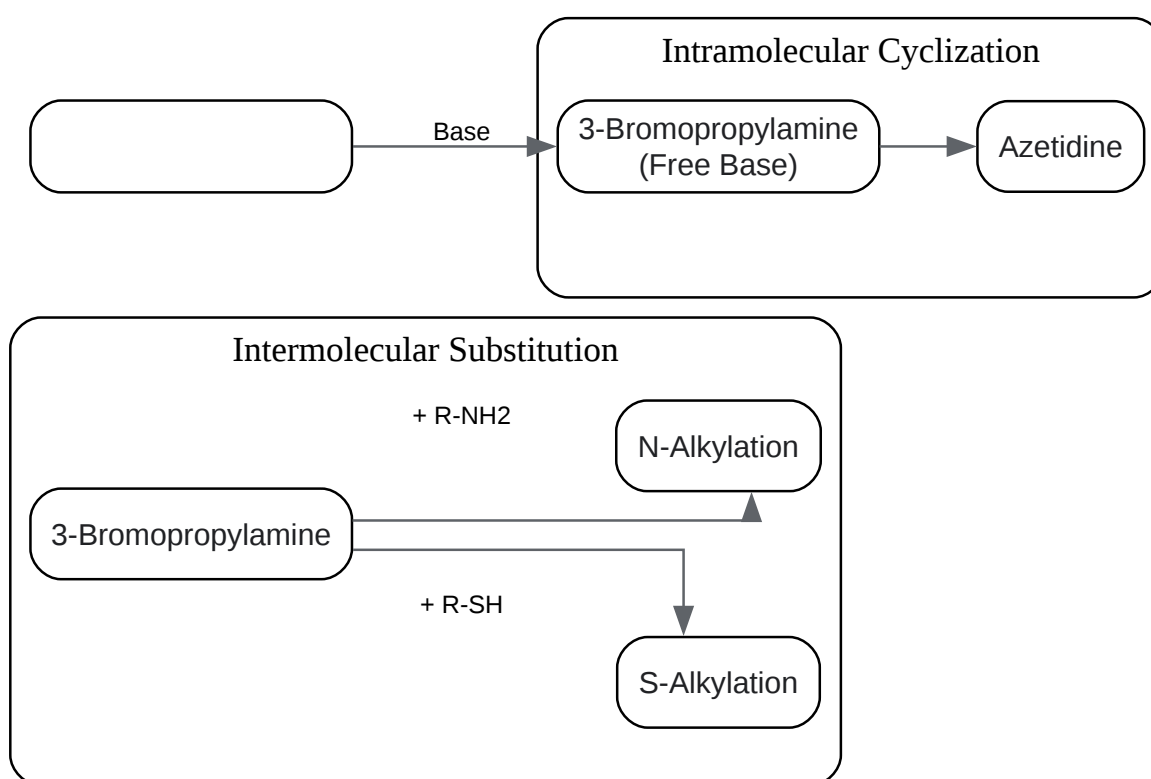 Intramolecular Cyclization
Base
3-Bromopropylamine
(Free Base)
Azetidine
Intermolecular Substitution
+ R-NH2
N-Alkylation
3-Bromopropylamine
+ R-SH
S-Alkylation